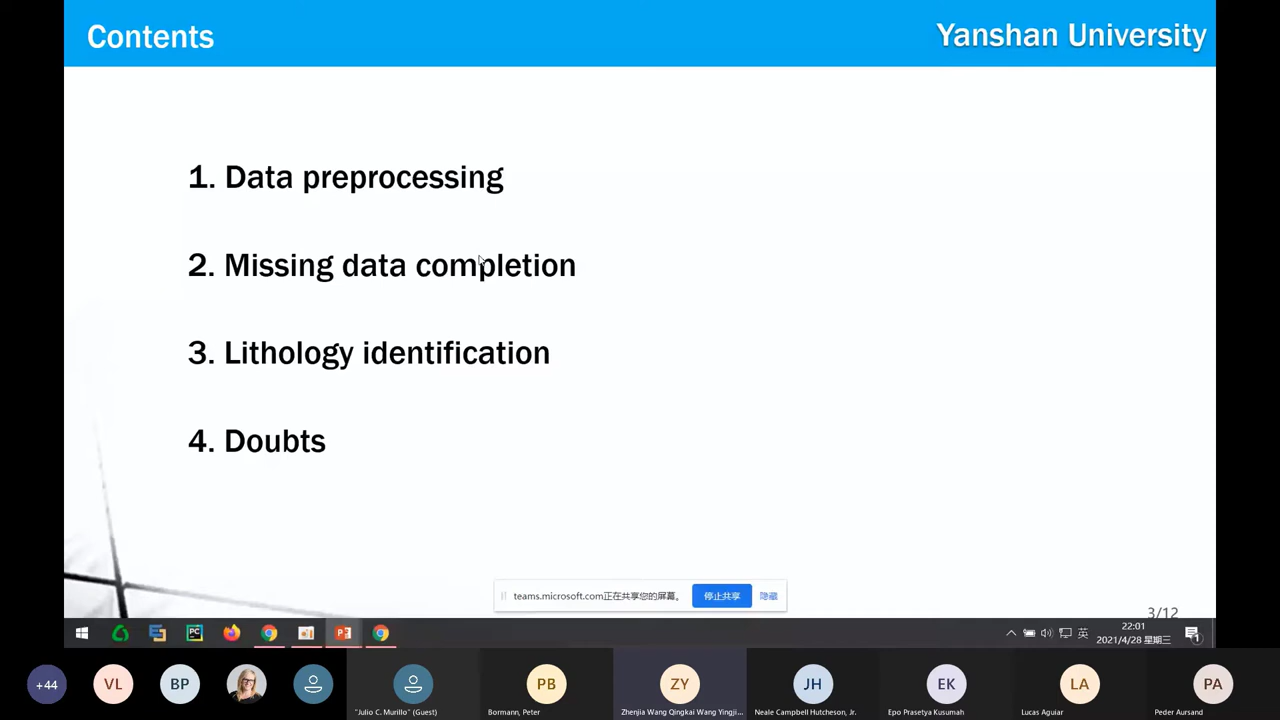 Contents
Yanshan University
1. Data preprocessing
2. Missing data completion
3. Lithology identification
4. Doubts
teams.microsoft.com正在共享您的屏幕。
停止共享
隐藏
3/12
PC
P
英
22:01
2021/4/28 星期三
1
+44
VL
BP
PB
ZY
JH
EK
LA
PA
"Julio C. Murillo" (Guest)
Bormann, Peter
Zhenjia Wang Qingkai Wang Yingji...
Neale Campbell Hutcheson, Jr.
Epo Prasetya Kusumah
Lucas Aguiar
Peder Aursand